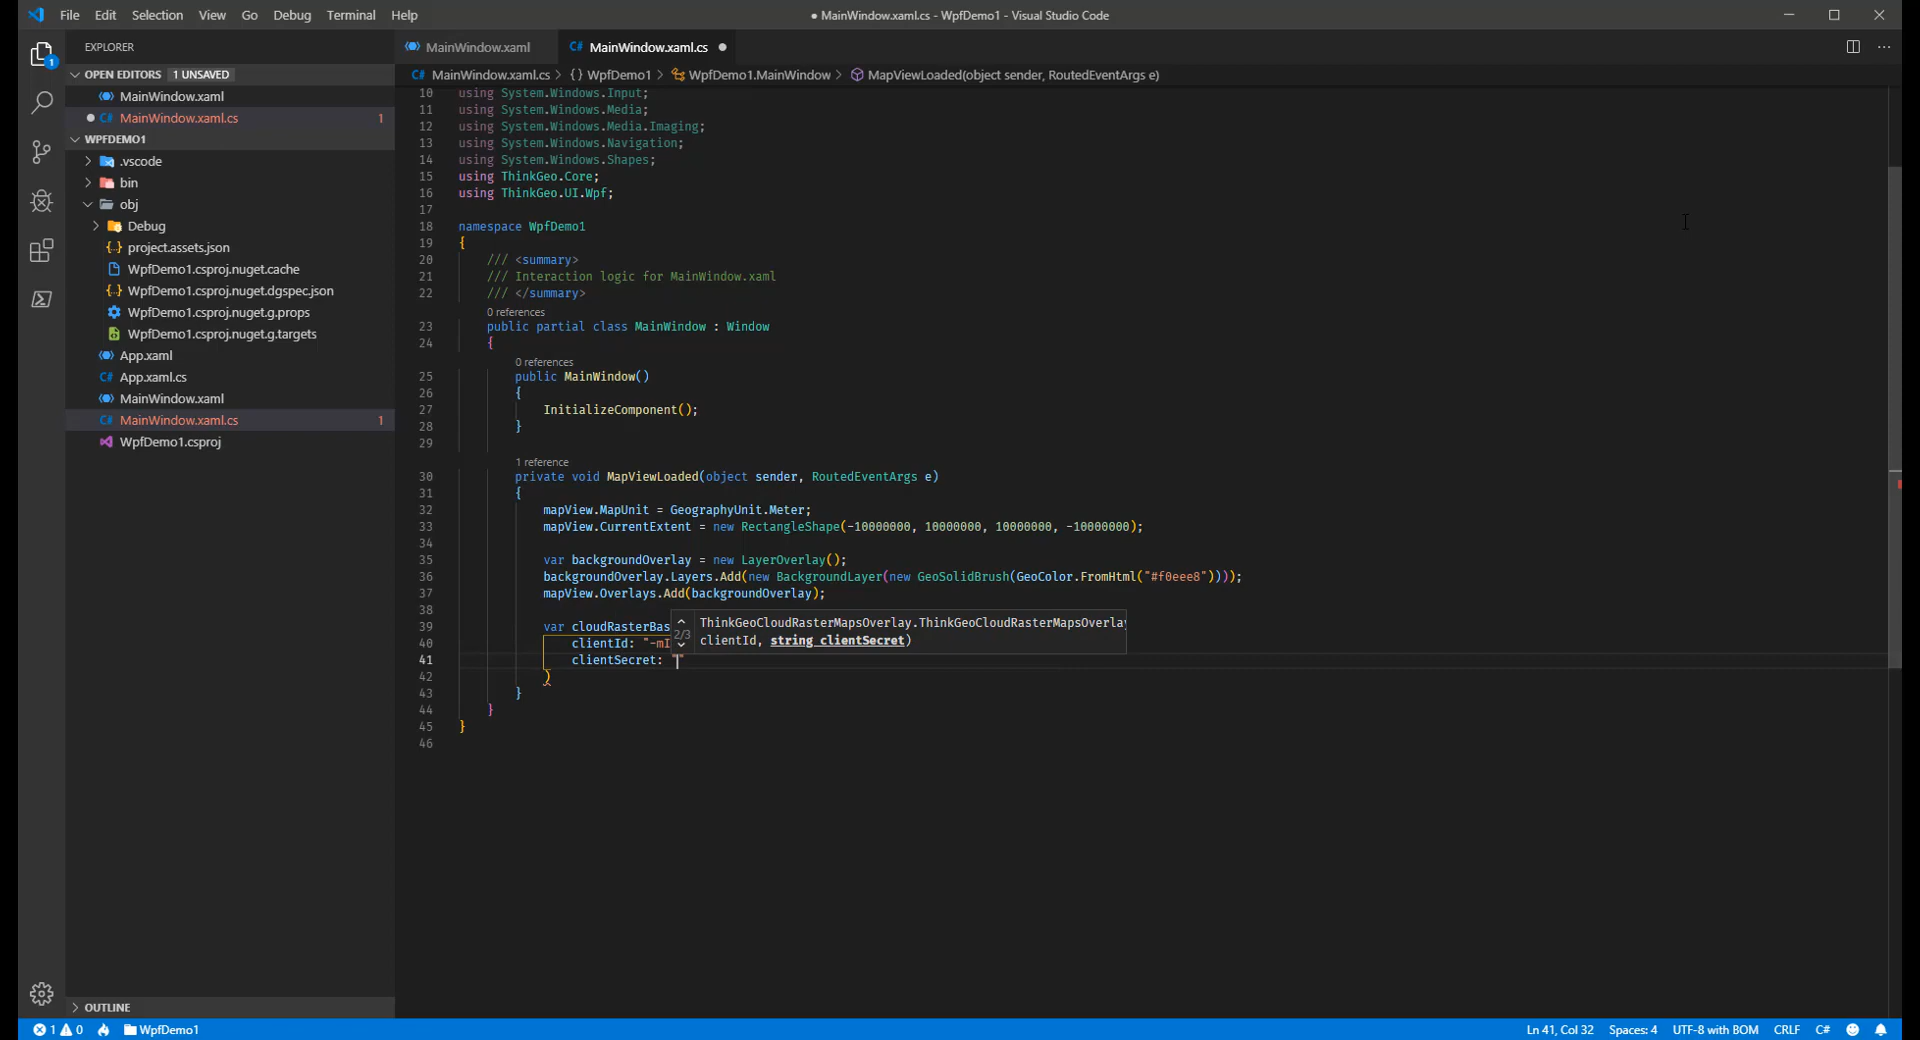 File Edit Selection View Go Debug Terminal Help
● MainWindow.xaml.cs - WpfDemo1 - Visual Studio Code
EXPLORER
OPEN EDITORS 1 UNSAVED
MainWindow.xaml
MainWindow.xaml.cs 1
WPFDEMO1
.vscode
bin
obj
Debug
project.assets.json
WpfDemo1.csproj.nuget.cache
WpfDemo1.csproj.nuget.dgspec.json
WpfDemo1.csproj.nuget.g.props
WpfDemo1.csproj.nuget.g.targets
App.xaml
App.xaml.cs
MainWindow.xaml
MainWindow.xaml.cs 1
WpfDemo1.csproj
OUTLINE
1
MainWindow.xaml
C# MainWindow.xaml.cs
C# MainWindow.xaml.cs > {} WpfDemo1 > WpfDemo1.MainWindow > MapViewLoaded(object sender, RoutedEventArgs e)
10 using System.Windows.Input;
11 using System.Windows.Media;
12 using System.Windows.Media.Imaging;
13 using System.Windows.Navigation;
14 using System.Windows.Shapes;
15 using ThinkGeo.Core;
16 using ThinkGeo.UI.Wpf;
17
18 namespace WpfDemo1
19 {
20 /// <summary>
21 /// Interaction logic for MainWindow.xaml
22 /// </summary>
0 references
23 public partial class MainWindow : Window
24 {
0 references
25 public MainWindow()
26 {
27 InitializeComponent();
28 }
29
1 reference
30 private void MapViewLoaded(object sender, RoutedEventArgs e)
31 {
32 mapView.MapUnit = GeographyUnit.Meter;
33 mapView.CurrentExtent = new RectangleShape(-10000000, 10000000, 10000000, -10000000);
34
35 var backgroundOverlay = new LayerOverlay();
36 backgroundOverlay.Layers.Add(new BackgroundLayer(new GeoSolidBrush(GeoColor.FromHtml("#f0eee8"))));
37 mapView.Overlays.Add(backgroundOverlay);
38
39 var cloudRasterBas
40 clientId: "-mI
41 clientSecret: ""
42 )
43 }
44 }
45 }
46
2/3
ThinkGeoCloudRasterMapsOverlay.ThinkGeoCloudRasterMapsOverlay
clientId, string clientSecret)
1 0 WpfDemo1
Ln 41, Col 32 Spaces: 4 UTF-8 with BOM CRLF C#